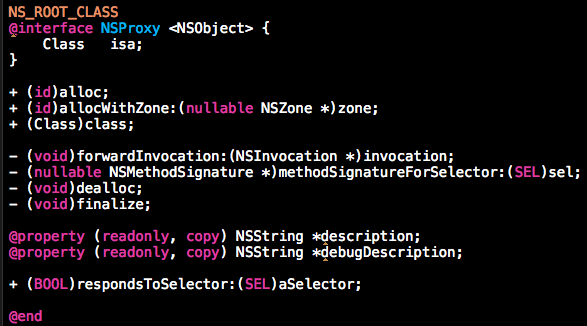 NS_ROOT_CLASS
@interface NSProxy <NSObject> {
    Class   isa;
}

+ (id)alloc;
+ (id)allocWithZone:(nullable NSZone *)zone;
+ (Class)class;

- (void)forwardInvocation:(NSInvocation *)invocation;
- (nullable NSMethodSignature *)methodSignatureForSelector:(SEL)sel;
- (void)dealloc;
- (void)finalize;

@property (readonly, copy) NSString *description;
@property (readonly, copy) NSString *debugDescription;

+ (BOOL)respondsToSelector:(SEL)aSelector;

@end